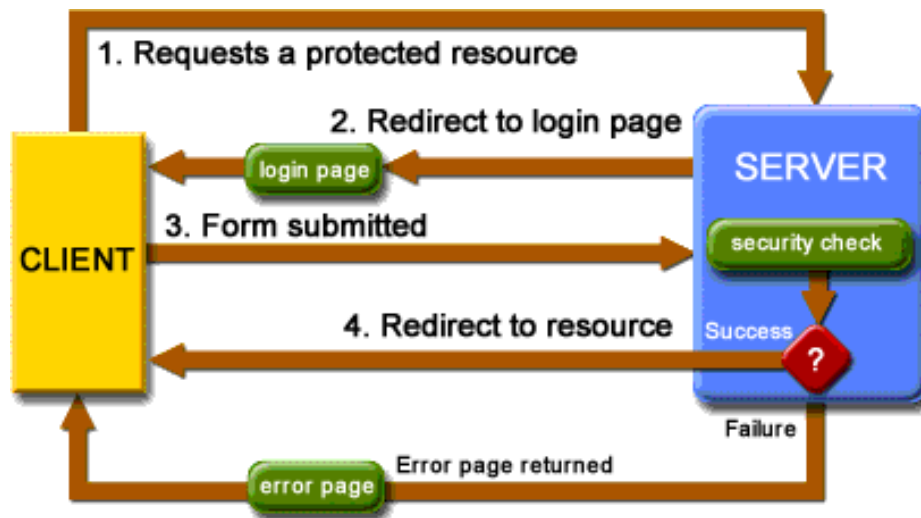 1. Requests a protected resource
2. Redirect to login page
SERVER
login page
3. Form submitted
security check
CLIENT
4. Redirect to resource
Success
?
Failure
Error page returned
error page